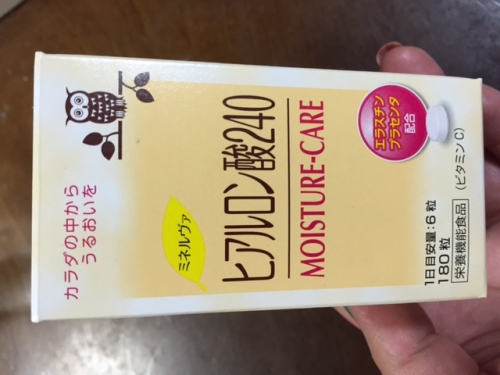 カラダの中から
うるおいを
ミネルヴァ
ヒアルロン酸240
MOISTURE-CARE
エラスチン
プラセンタ
配合
1日目安量:6粒
180粒
栄養機能食品 (ビタミンC)